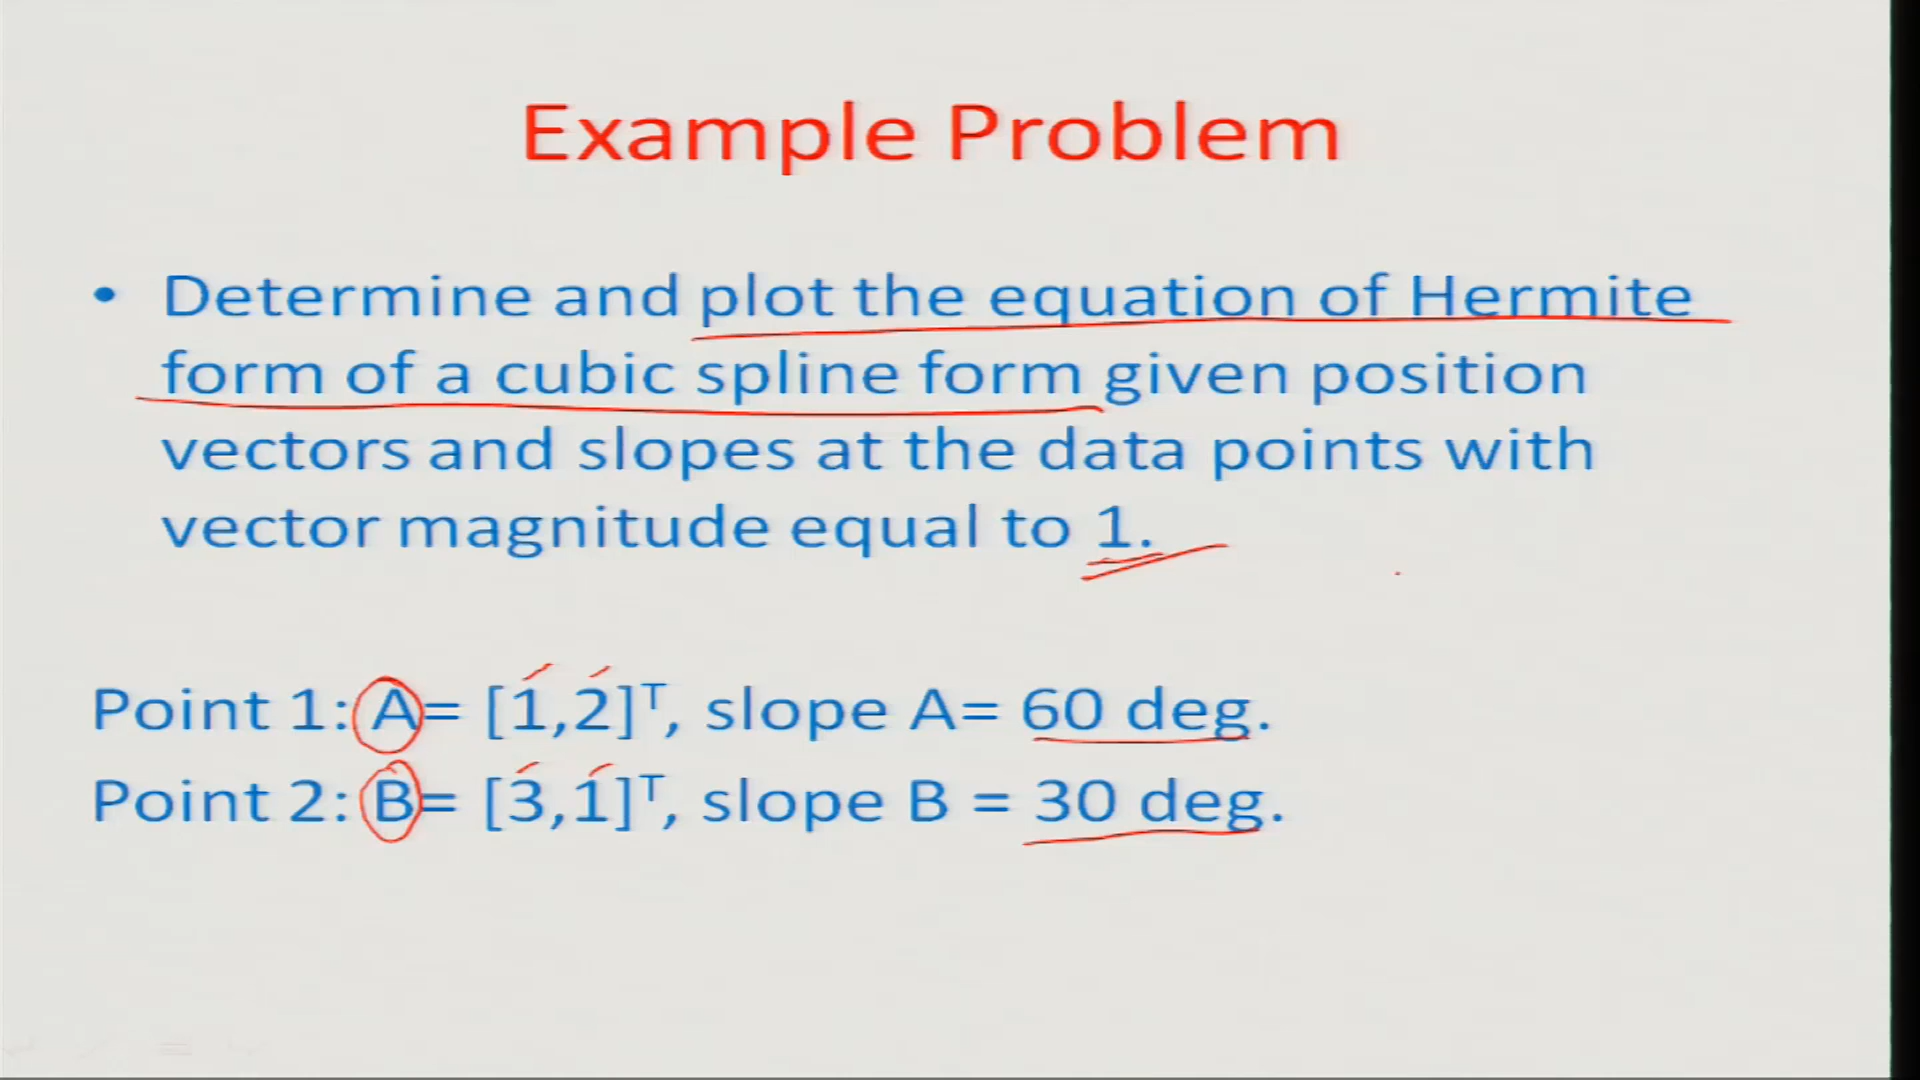 Example Problem
• Determine and plot the equation of Hermite
form of a cubic spline form given position
vectors and slopes at the data points with
vector magnitude equal to 1.
Point 1: A= [1,2]ᵀ, slope A= 60 deg.
Point 2: B= [3,1]ᵀ, slope B = 30 deg.